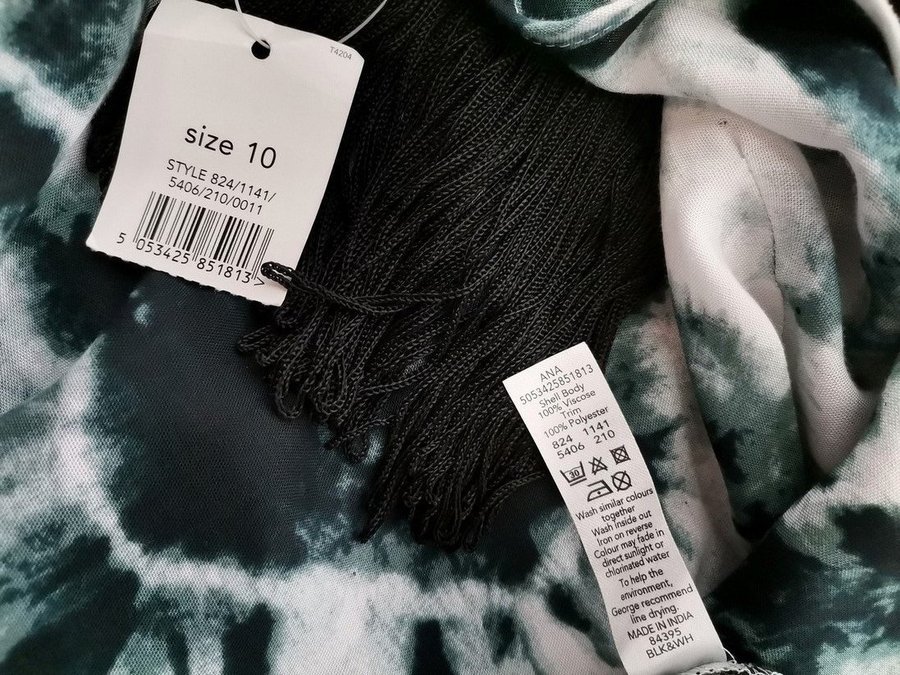 T4204
size 10
STYLE 824/1141/
5406/210/0011
5 053425 851813 >
ANA
5053425851813
Shell Body
100% Viscose
Trim
100% Polyester
824 1141
5406 210
30
Wash similar colours
together
Wash inside out
Iron on reverse
Colour may fade in
direct sunlight or
chlorinated water
To help the
environment,
George recommend
line drying.
MADE IN INDIA
84395
BLK&WH